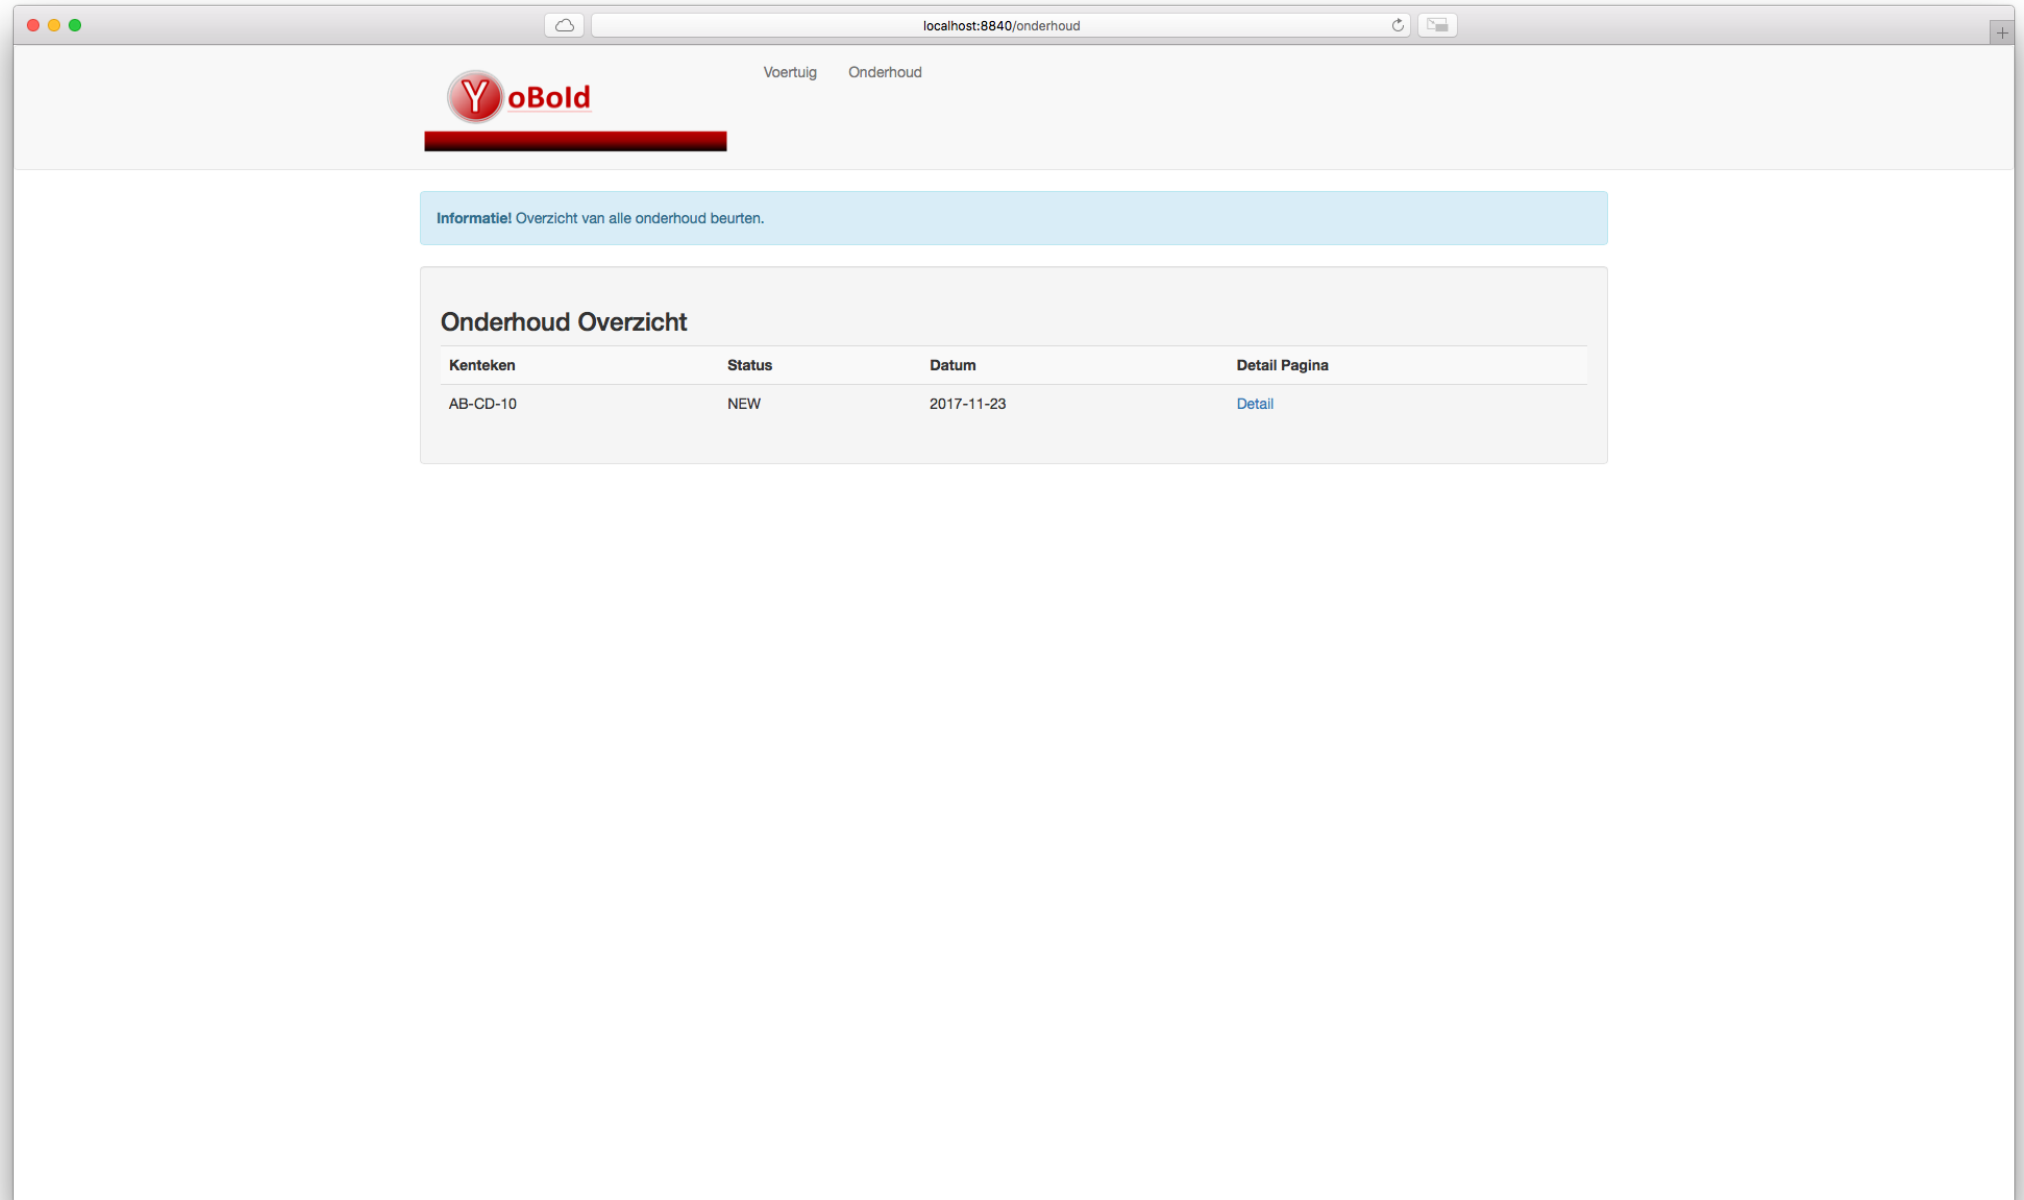 localhost:8840/onderhoud
YoBold
Voertuig Onderhoud
Informatie! Overzicht van alle onderhoud beurten.
Onderhoud Overzicht
Kenteken Status Datum Detail Pagina
AB-CD-10 NEW 2017-11-23 Detail